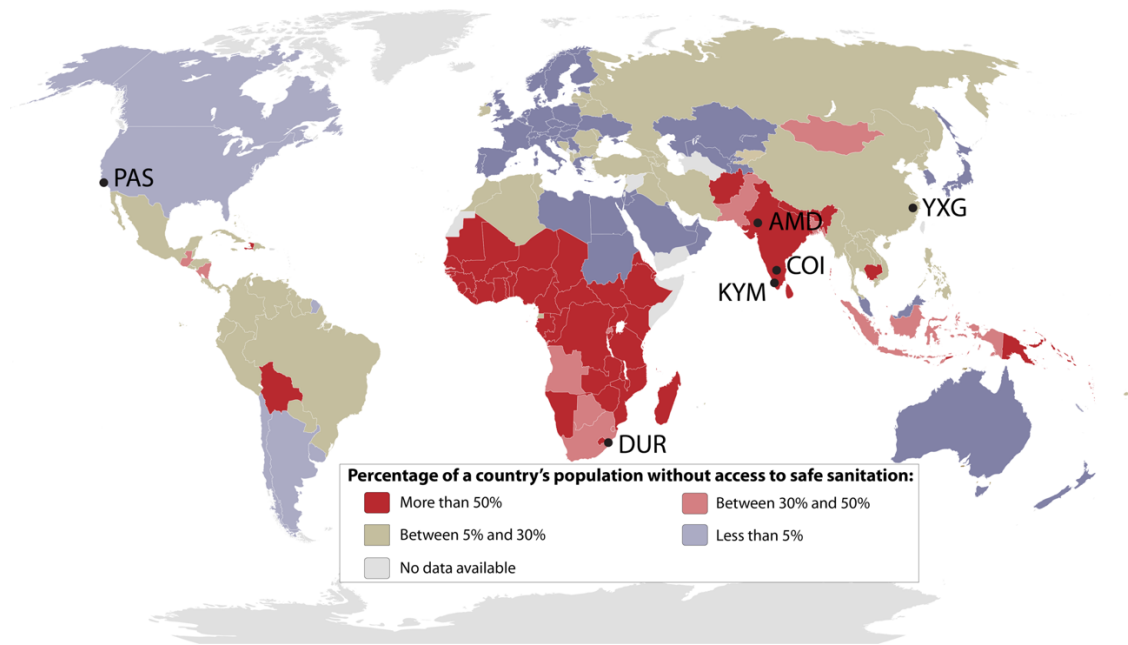 PAS
YXG
AMD
COI
KYM
DUR
Percentage of a country's population without access to safe sanitation:
More than 50%
Between 30% and 50%
Between 5% and 30%
Less than 5%
No data available